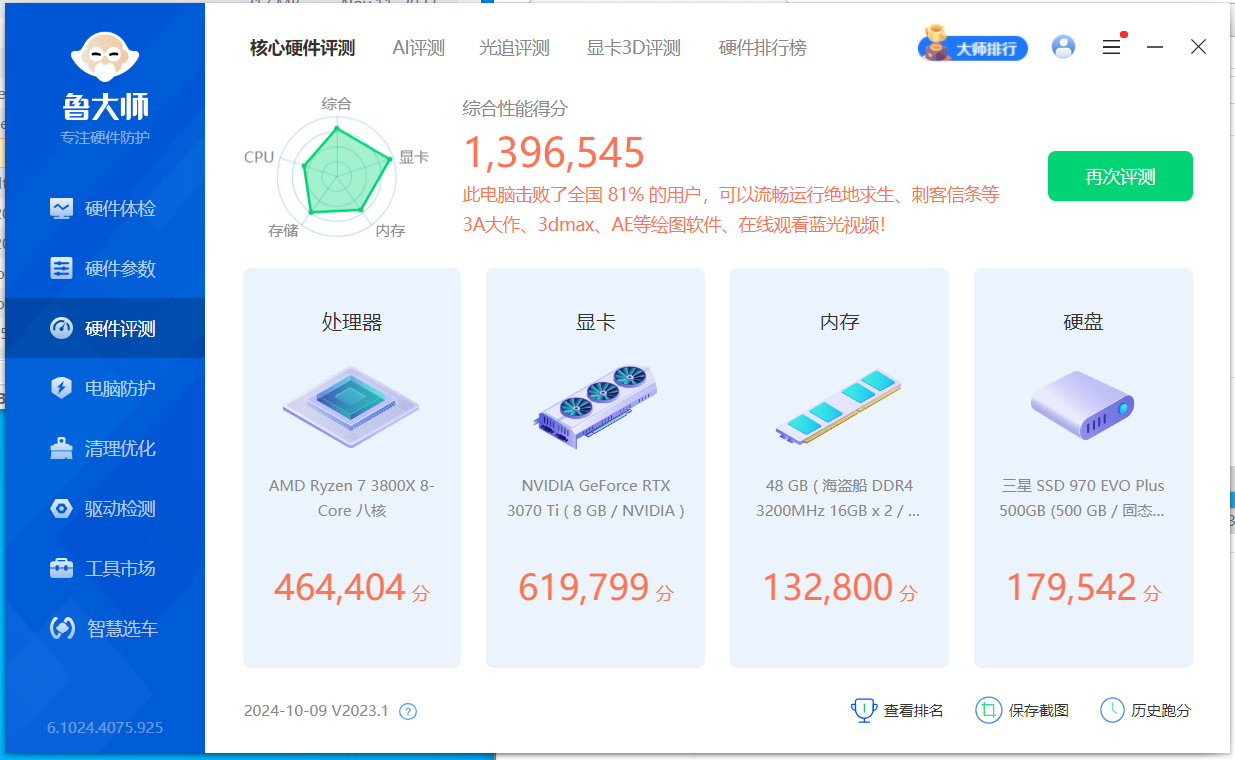 鲁大师
专注硬件防护
硬件体检
硬件参数
硬件评测
电脑防护
清理优化
驱动检测
工具市场
智慧选车
6.1024.4075.925
核心硬件评测 AI评测 光追评测 显卡3D评测 硬件排行榜
大师排行
综合
CPU
显卡
存储
内存
综合性能得分
1,396,545
此电脑击败了全国 81% 的用户，可以流畅运行绝地求生、刺客信条等
3A大作、3dmax、AE等绘图软件、在线观看蓝光视频！
再次评测
处理器
AMD Ryzen 7 3800X 8-
Core 八核
464,404 分
显卡
NVIDIA GeForce RTX
3070 Ti ( 8 GB / NVIDIA )
619,799 分
内存
48 GB ( 海盗船 DDR4
3200MHz 16GB x 2 / ...
132,800 分
硬盘
三星 SSD 970 EVO Plus
500GB (500 GB / 固态...
179,542 分
2024-10-09 V2023.1 ?
查看排名
保存截图
历史跑分